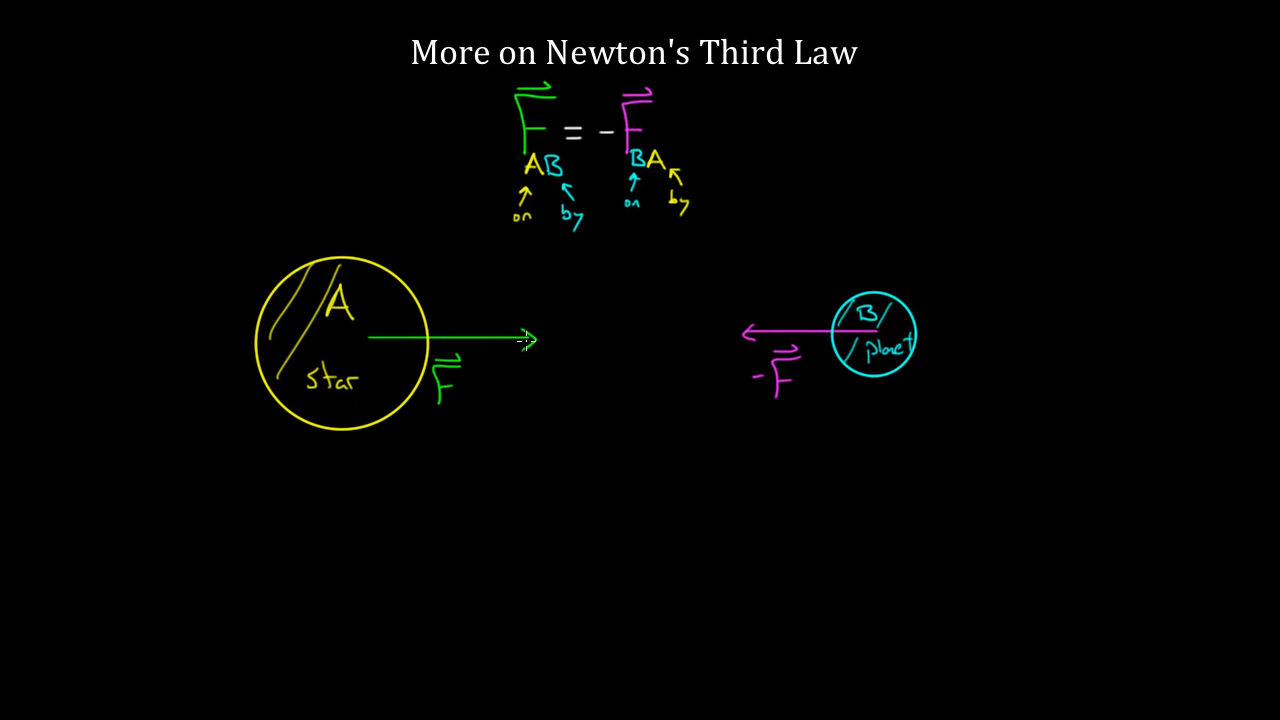 More on Newton's Third Law
F = - F
AB BA
on by on by
A
B
planet
star
F
-F